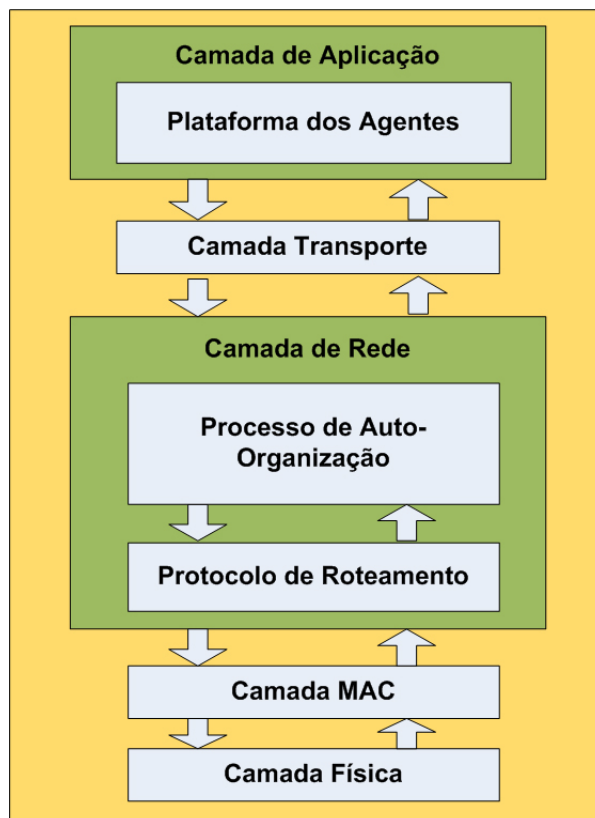 Camada de Aplicação
Plataforma dos Agentes
Camada Transporte
Camada de Rede
Processo de Auto-
Organização
Protocolo de Roteamento
Camada MAC
Camada Física